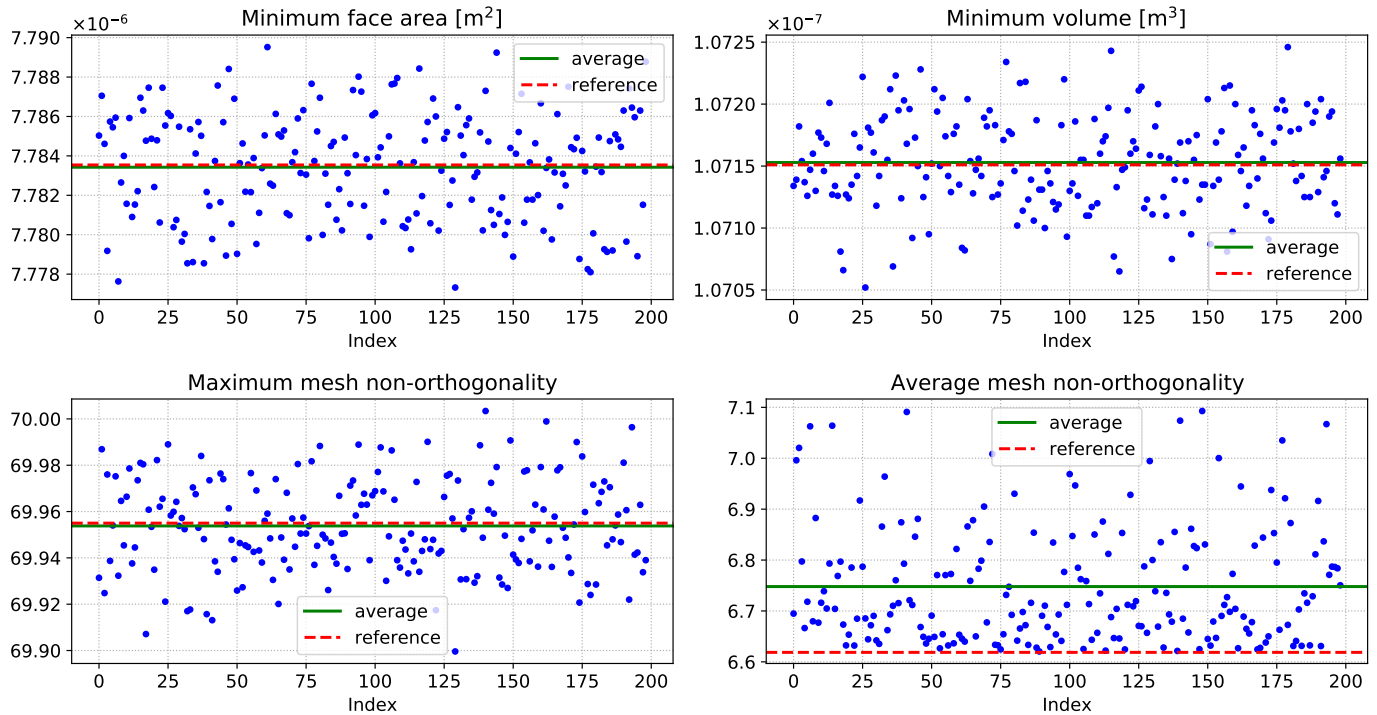 Minimum face area [m²]
×10⁻⁶
7.790
7.788
7.786
7.784
7.782
7.780
7.778
average
reference
0 25 50 75 100 125 150 175 200
Index
Minimum volume [m³]
×10⁻⁷
1.0725
1.0720
1.0715
1.0710
1.0705
average
reference
0 25 50 75 100 125 150 175 200
Index
Maximum mesh non-orthogonality
70.00
69.98
69.96
69.94
69.92
69.90
average
reference
0 25 50 75 100 125 150 175 200
Index
Average mesh non-orthogonality
7.1
7.0
6.9
6.8
6.7
6.6
average
reference
0 25 50 75 100 125 150 175 200
Index